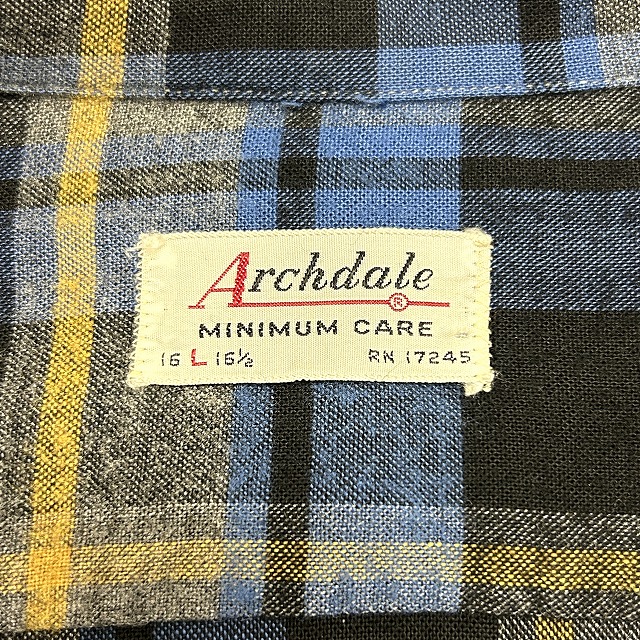 Archdale
®
MINIMUM CARE
16 L 16½ RN 17245